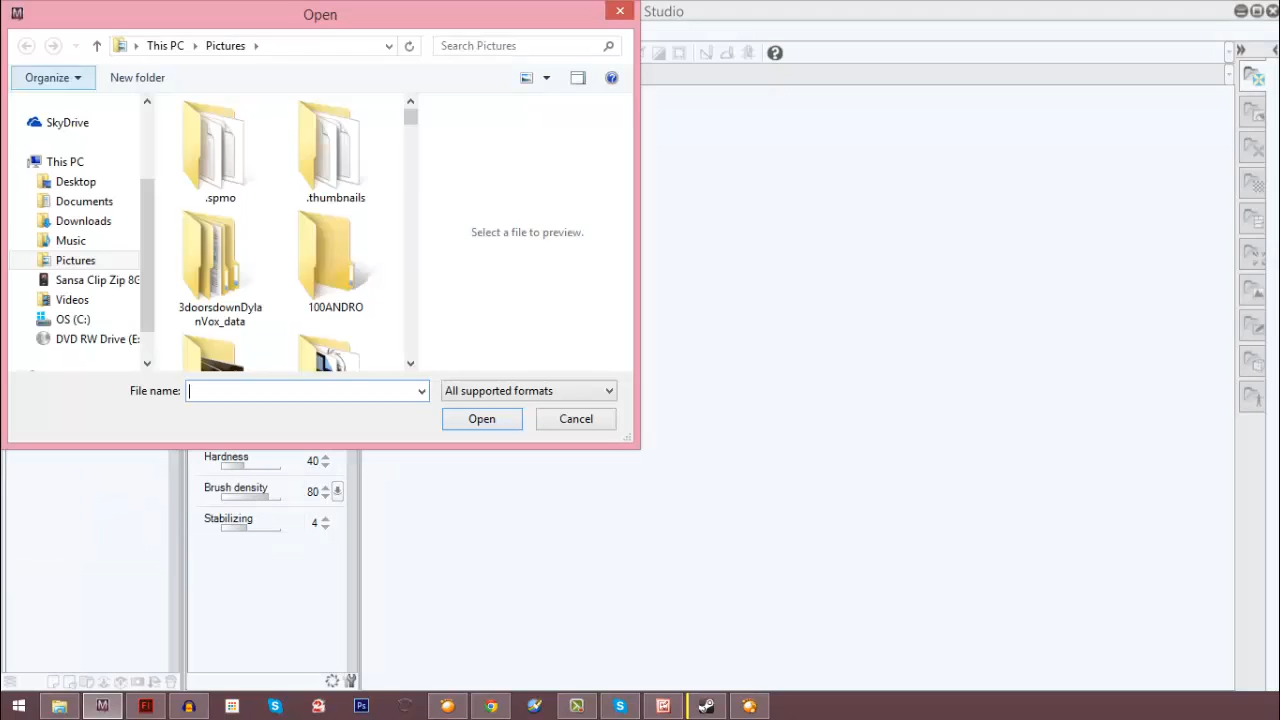 Open
Studio
This PC
Pictures
Search Pictures
Organize
New folder
SkyDrive
This PC
Desktop
Documents
Downloads
Music
Pictures
Sansa Clip Zip 8G
Videos
OS (C:)
DVD RW Drive (E:
.spmo
.thumbnails
3doorsdownDyla
nVox_data
100ANDRO
Select a file to preview.
File name:
All supported formats
Open
Cancel
Hardness
40
Brush density
80
Stabilizing
4